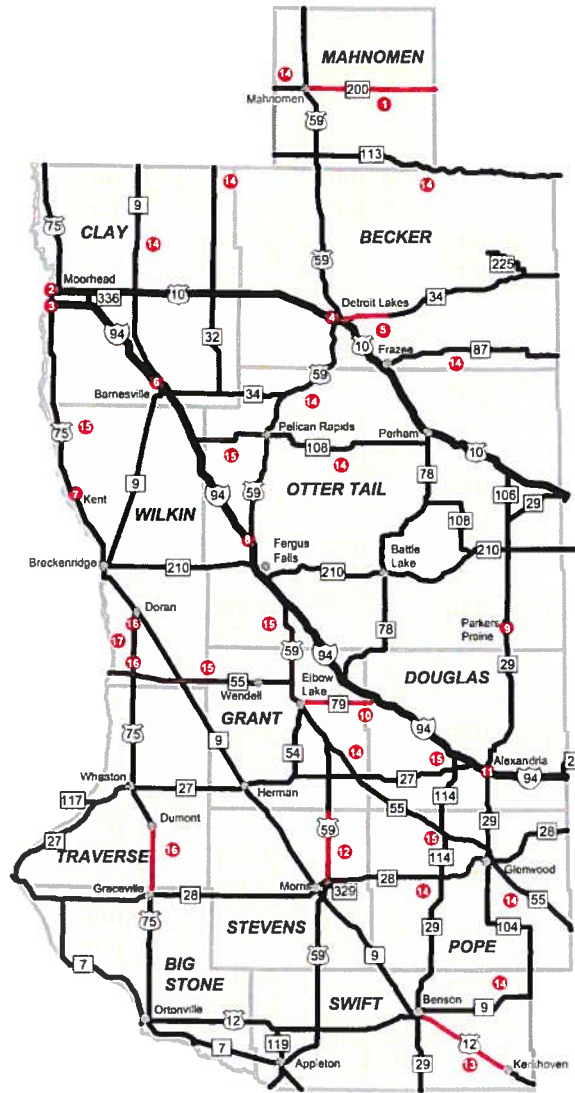 MAHNOMEN
14
200
Mahnomen
1
59
113
9
14
14
75
CLAY
14
BECKER
59
225
2
Moorhead
336
10
Detroit Lakes
34
3
4
5
94
10
32
Frazee
14
87
6
59
Barnesville
34
14
75
15
Pelican Rapids
Perham
15
108
14
10
78
7
Kent
9
94
59
OTTER TAIL
106
29
WILKIN
108
8
Fergus
Falls
Battle
Lake
210
Breckenridge
210
210
Doran
16
15
78
Parkers
Prairie
9
17
16
15
59
94
29
55
Wendell
Elbow
Lake
DOUGLAS
79
GRANT
10
75
9
54
14
94
15
Alexandria
Wheaton
27
Herman
27
11
94
2
117
114
55
27
Dumont
59
29
28
TRAVERSE
16
12
15
114
Glenwood
Graceville
28
Morris
329
28
14
14
55
75
STEVENS
29
104
7
BIG
STONE
59
9
POPE
14
Ortonville
SWIFT
Benson
9
12
12
7
119
Appleton
29
13
Kerkhoven